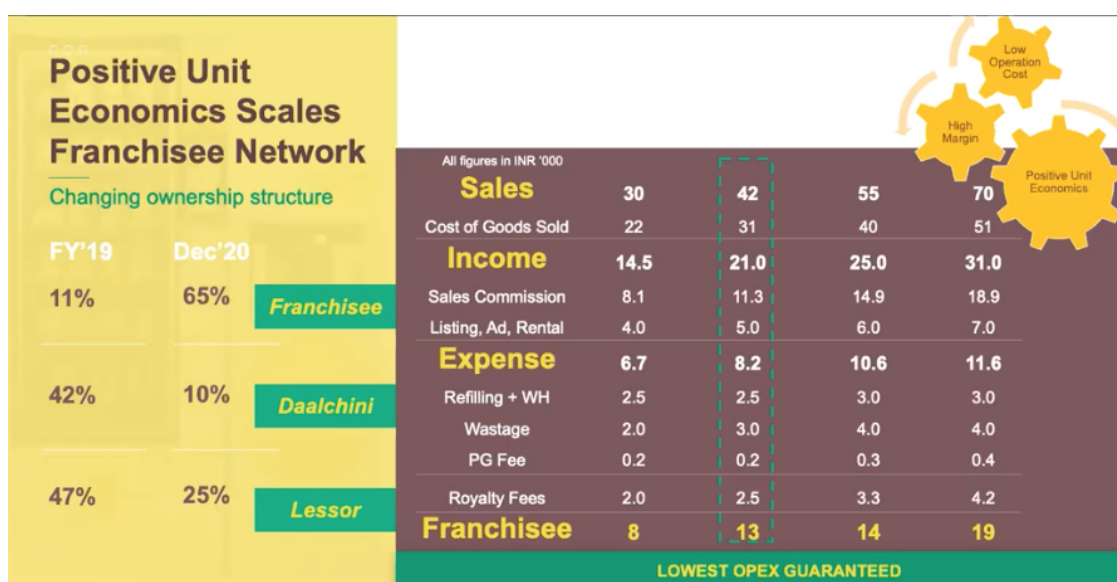 Positive Unit
Economics Scales
Franchisee Network
Changing ownership structure
FY'19 Dec'20
11% 65% Franchisee
42% 10% Daalchini
47% 25% Lessor
Low
Operation
Cost
High
Margin
Positive Unit
Economics
All figures in INR '000
Sales 30 42 55 70
Cost of Goods Sold 22 31 40 51
Income 14.5 21.0 25.0 31.0
Sales Commission 8.1 11.3 14.9 18.9
Listing, Ad, Rental 4.0 5.0 6.0 7.0
Expense 6.7 8.2 10.6 11.6
Refilling + WH 2.5 2.5 3.0 3.0
Wastage 2.0 3.0 4.0 4.0
PG Fee 0.2 0.2 0.3 0.4
Royalty Fees 2.0 2.5 3.3 4.2
Franchisee 8 13 14 19
LOWEST OPEX GUARANTEED